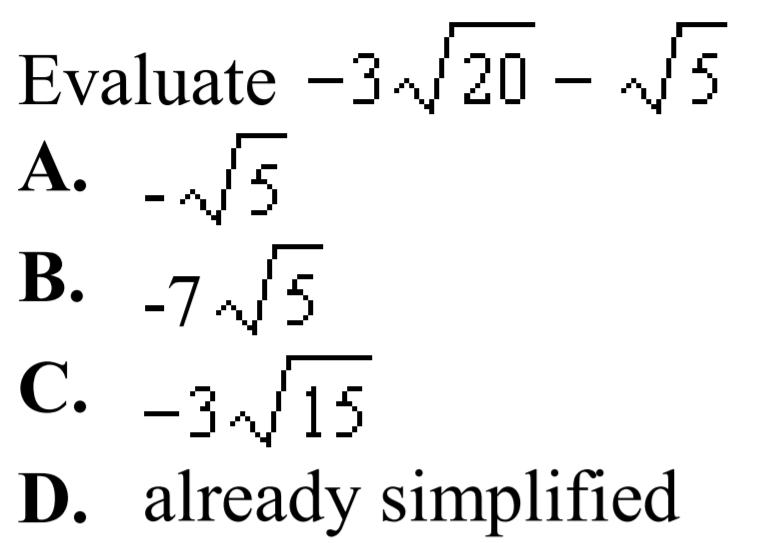 Evaluate −3√20 − √5
A. -√5
B. -7√5
C. −3√15
D. already simplified